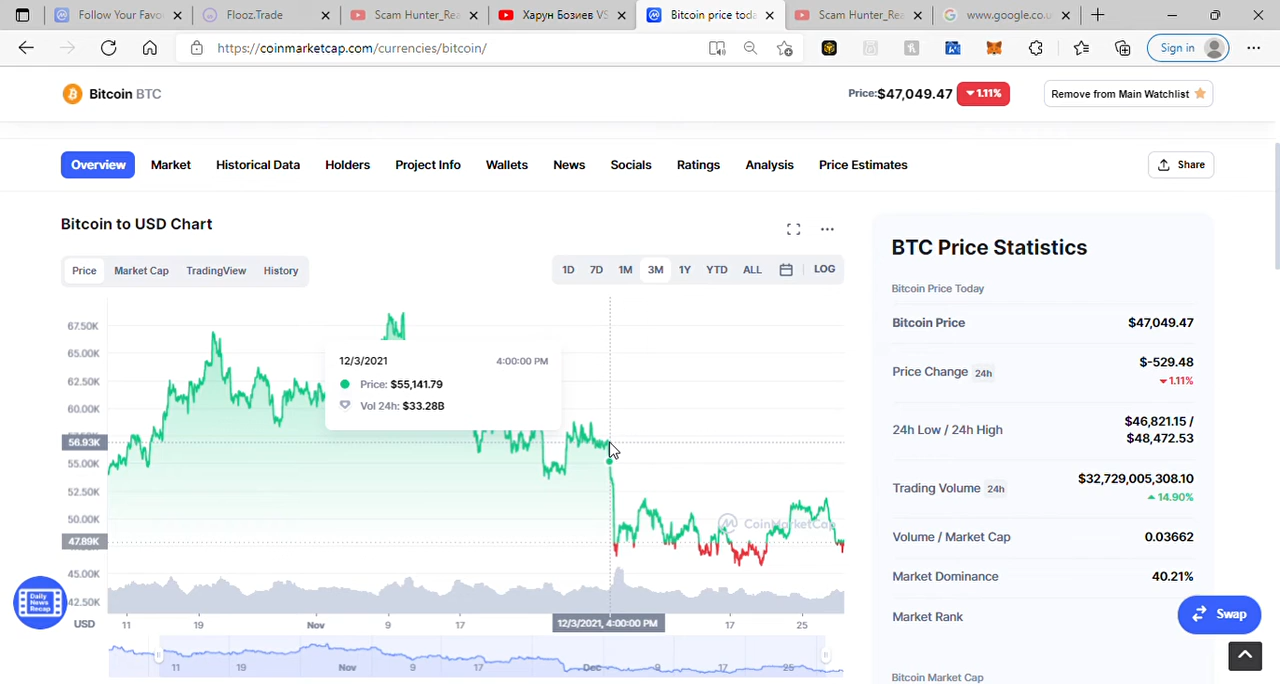 Follow Your Favo
Flooz.Trade
Scam Hunter_Rea
Харун Бозиев VS
Bitcoin price toda
Scam Hunter_Rea
www.google.co.u
https://coinmarketcap.com/currencies/bitcoin/
Sign in
Bitcoin BTC
Price:$47,049.47
1.11%
Remove from Main Watchlist
Overview
Market
Historical Data
Holders
Project Info
Wallets
News
Socials
Ratings
Analysis
Price Estimates
Share
Bitcoin to USD Chart
Price
Market Cap
TradingView
History
1D
7D
1M
3M
1Y
YTD
ALL
LOG
67.50K
65.00K
62.50K
60.00K
56.93K
55.00K
52.50K
50.00K
47.89K
45.00K
42.50K
USD
12/3/2021 4:00:00 PM
Price: $55,141.79
Vol 24h: $33.28B
CoinMarketCap
11
19
Nov
9
17
12/3/2021, 4:00:00 PM
17
25
11
19
Nov
9
17
Dec
9
17
25
Daily
News
Recap
BTC Price Statistics
Bitcoin Price Today
Bitcoin Price
$47,049.47
Price Change 24h
$-529.48
1.11%
24h Low / 24h High
$46,821.15 /
$48,472.53
Trading Volume 24h
$32,729,005,308.10
14.90%
Volume / Market Cap
0.03662
Market Dominance
40.21%
Market Rank
Swap
Bitcoin Market Cap